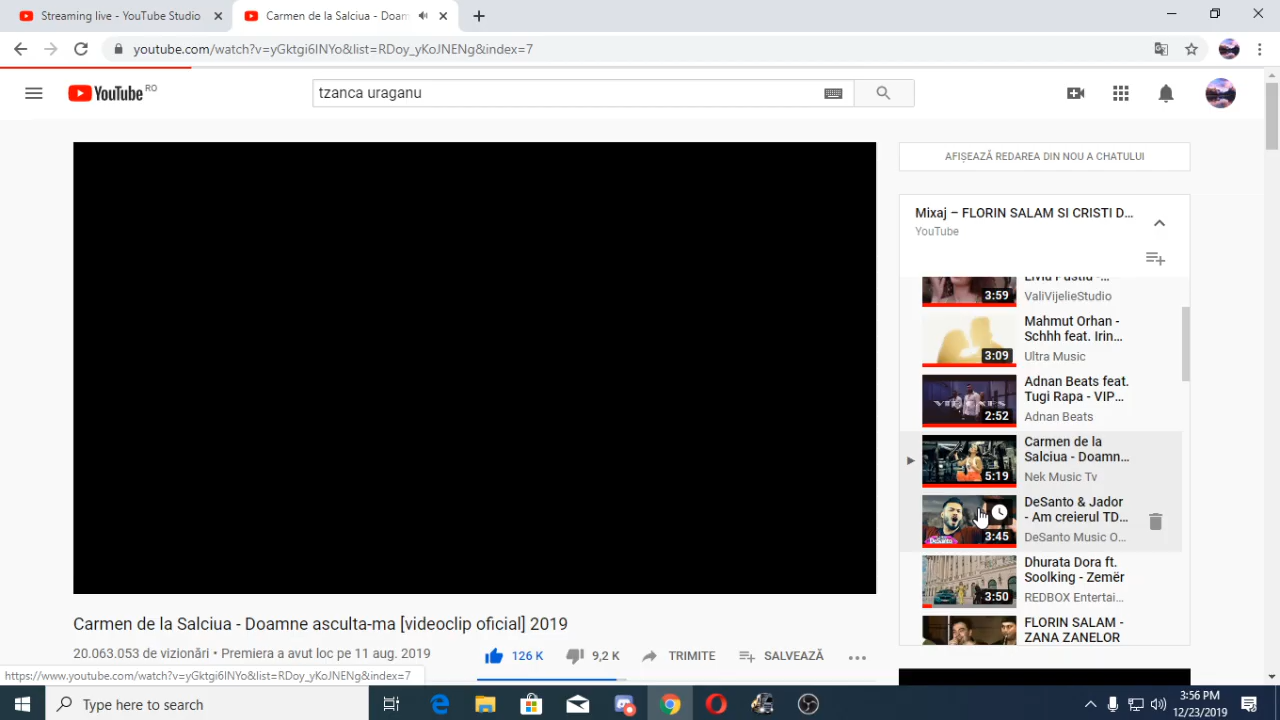 Streaming live - YouTube Studio
Carmen de la Salciua - Doamn
youtube.com/watch?v=yGktgi6INYo&list=RDoy_yKoJNENg&index=7
YouTube RO
tzanca uraganu
AFIȘEAZĂ REDAREA DIN NOU A CHATULUI
Mixaj – FLORIN SALAM SI CRISTI D...
YouTube
3:59
ValiVijelieStudio
Mahmut Orhan -
Schhh feat. Irin...
3:09
Ultra Music
Adnan Beats feat.
Tugi Rapa - VIP...
2:52
Adnan Beats
Carmen de la
Salciua - Doamn...
5:19
Nek Music Tv
DeSanto & Jador
- Am creierul TD...
3:45
DeSanto Music O...
Dhurata Dora ft.
Soolking - Zemër
3:50
REDBOX Entertai...
FLORIN SALAM -
ZANA ZANELOR
Carmen de la Salciua - Doamne asculta-ma [videoclip oficial] 2019
20.063.053 de vizionări • Premiera a avut loc pe 11 aug. 2019
126 K
9,2 K
TRIMITE
SALVEAZĂ
https://www.youtube.com/watch?v=yGktgi6INYo&list=RDoy_yKoJNENg&index=7
Type here to search
3:56 PM
12/23/2019